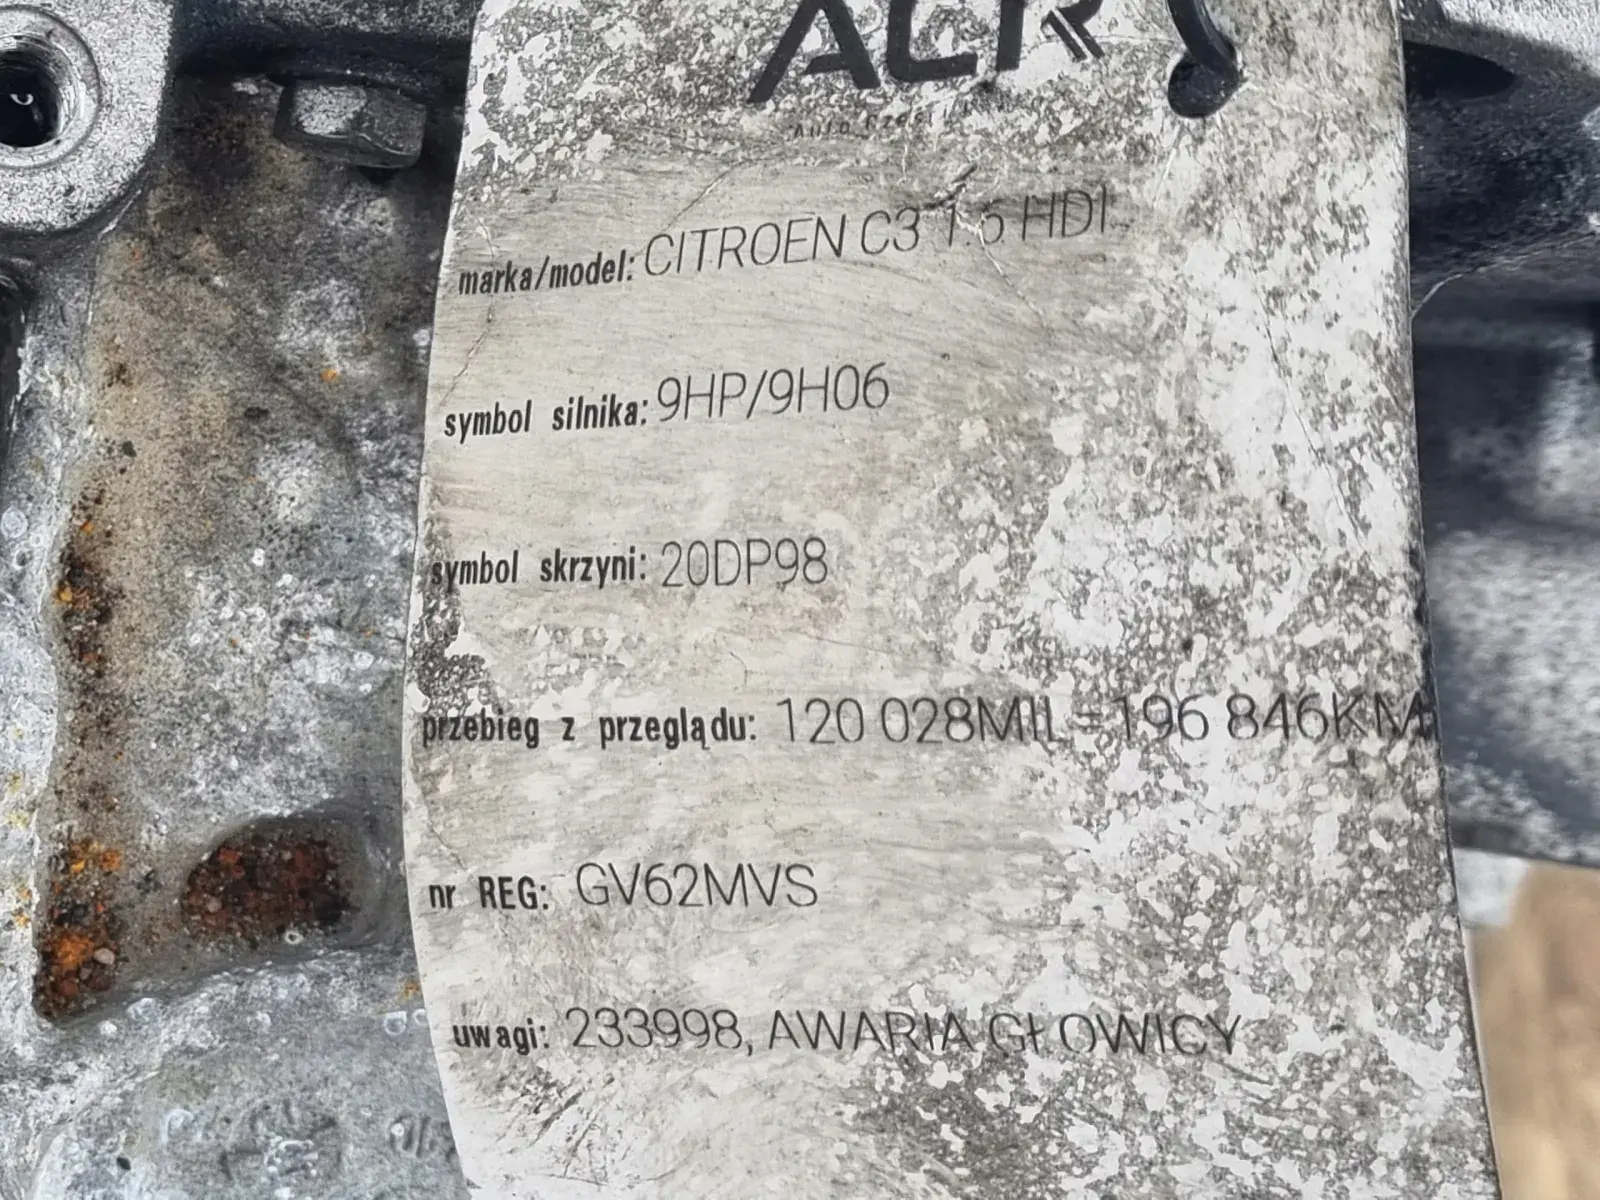 ACR
marka/model: CITROEN C3 1.6 HDI
symbol silnika: 9HP/9H06
symbol skrzyni: 20DP98
przebieg z przeglądu: 120 028MIL=196 846KM
nr REG: GV62MVS
uwagi: 233998, AWARIA GŁOWICY